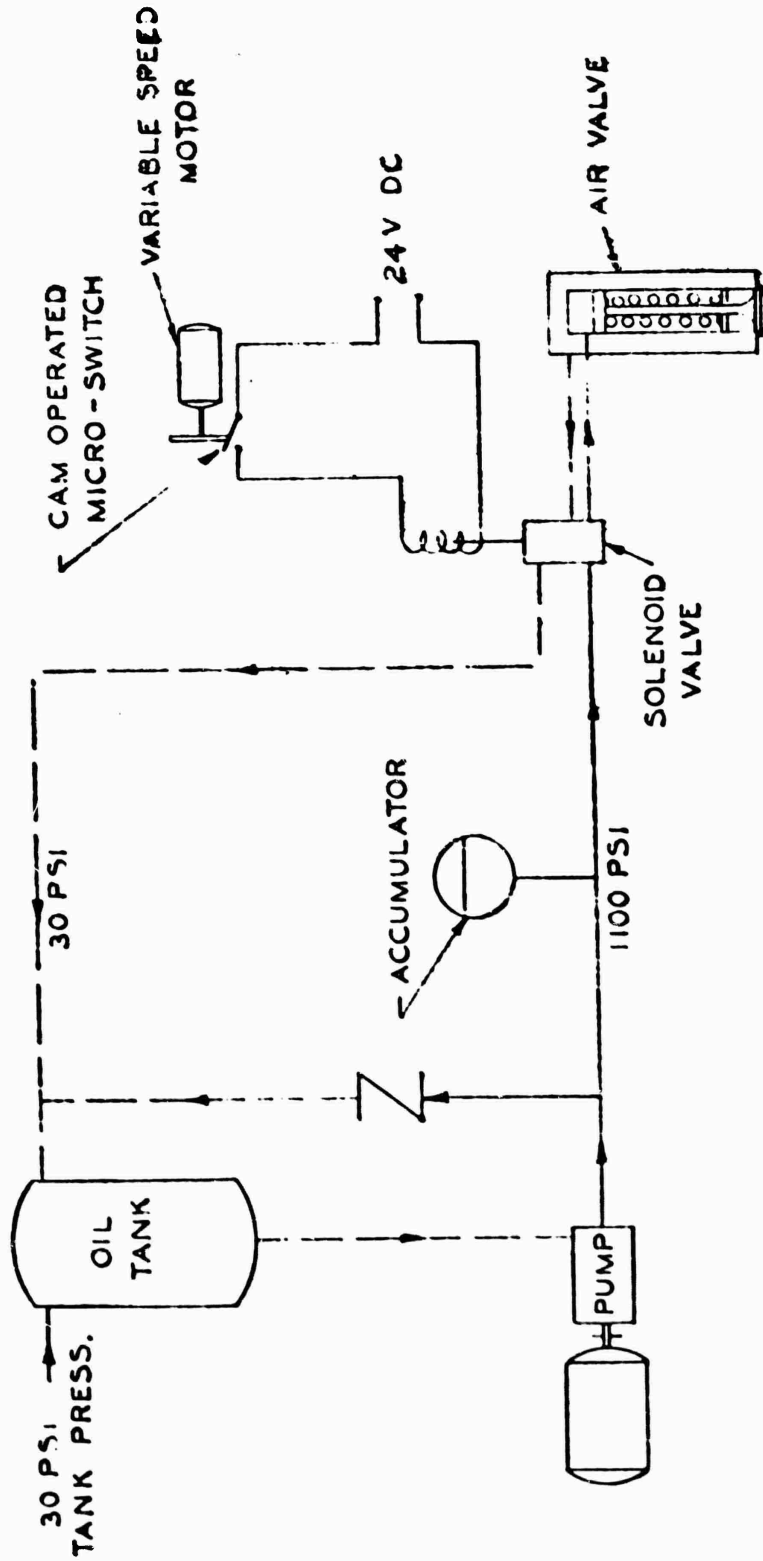 CAM OPERATED
MICRO-SWITCH
VARIABLE SPEED
MOTOR
24V DC
AIR VALVE
SOLENOID
VALVE
30 PSI
ACCUMULATOR
1100 PSI
OIL
TANK
30 PSI
TANK PRESS.
PUMP